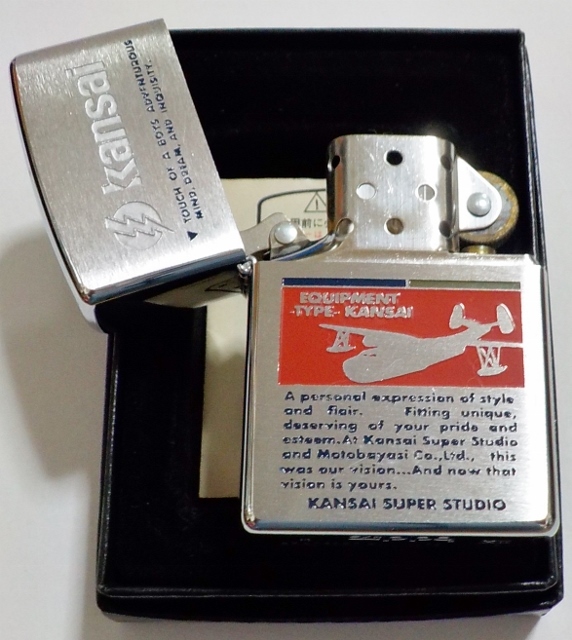 kansai
▼ TOUCH OF A BOYS ADVENTUROUS
MIND, DREAM, AND INQUISITY.
EQUIPMENT
-TYPE- KANSAI
A personal expression of style
and flair. Fitting unique,
deserving of your pride and
esteem.At Kansai Super Studio
and Motobayasi Co.,Ltd., this
was our vision...And now that
vision is yours.
KANSAI SUPER STUDIO